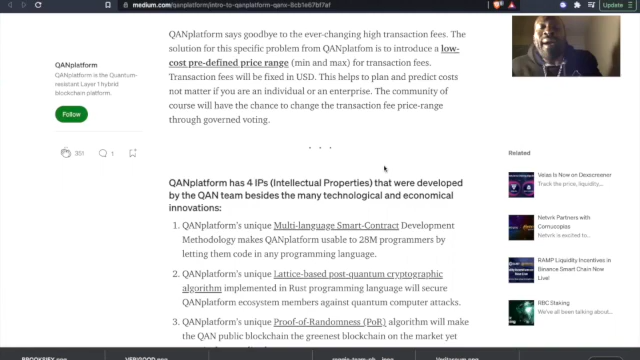 medium.com/qanplatform/intro-to-qanplatform-qanx-8cb1e67bf7af
Update
QANplatform says goodbye to the ever-changing high transaction fees.
The solution for this specific problem from QANplatfom is to introduce a low-
cost pre-defined price range (min and max) for transaction fees.
Transaction fees will be fixed in USD. This helps to plan and predict costs
not matter if you are an individual or an enterprise. The community of
course will have the chance to change the transaction fee price-range
through governed voting.
QANplatform
QANplatform is the Quantum-
resistant Layer 1 hybrid
blockchain platform.
Follow
351
1
QANplatform has 4 IPs (Intellectual Properties) that were developed
by the QAN team besides the many technological and economical
innovations:
1. QANplatform's unique Multi-language Smart-Contract Development
Methodology makes QANplatform usable to 28M programmers by
letting them code in any programming language.
2. QANplatform's unique Lattice-based post-quantum cryptographic
algorithm implemented in Rust programming language will secure
QANplatform ecosystem members against quantum computer attacks.
3. QANplatform's unique Proof-of-Randomness (PoR) algorithm will make
the QAN public blockchain the greenest blockchain on the market yet
Related
Velas Is Now on Dexscreener
Track the price, liquidity,
Netvrk Partners with
Cornucopias
Netvrk is excited to
RAMP Liquidity Incentives in
Binance Smart Chain Now
Live!
RBC Staking
We've all been talking about